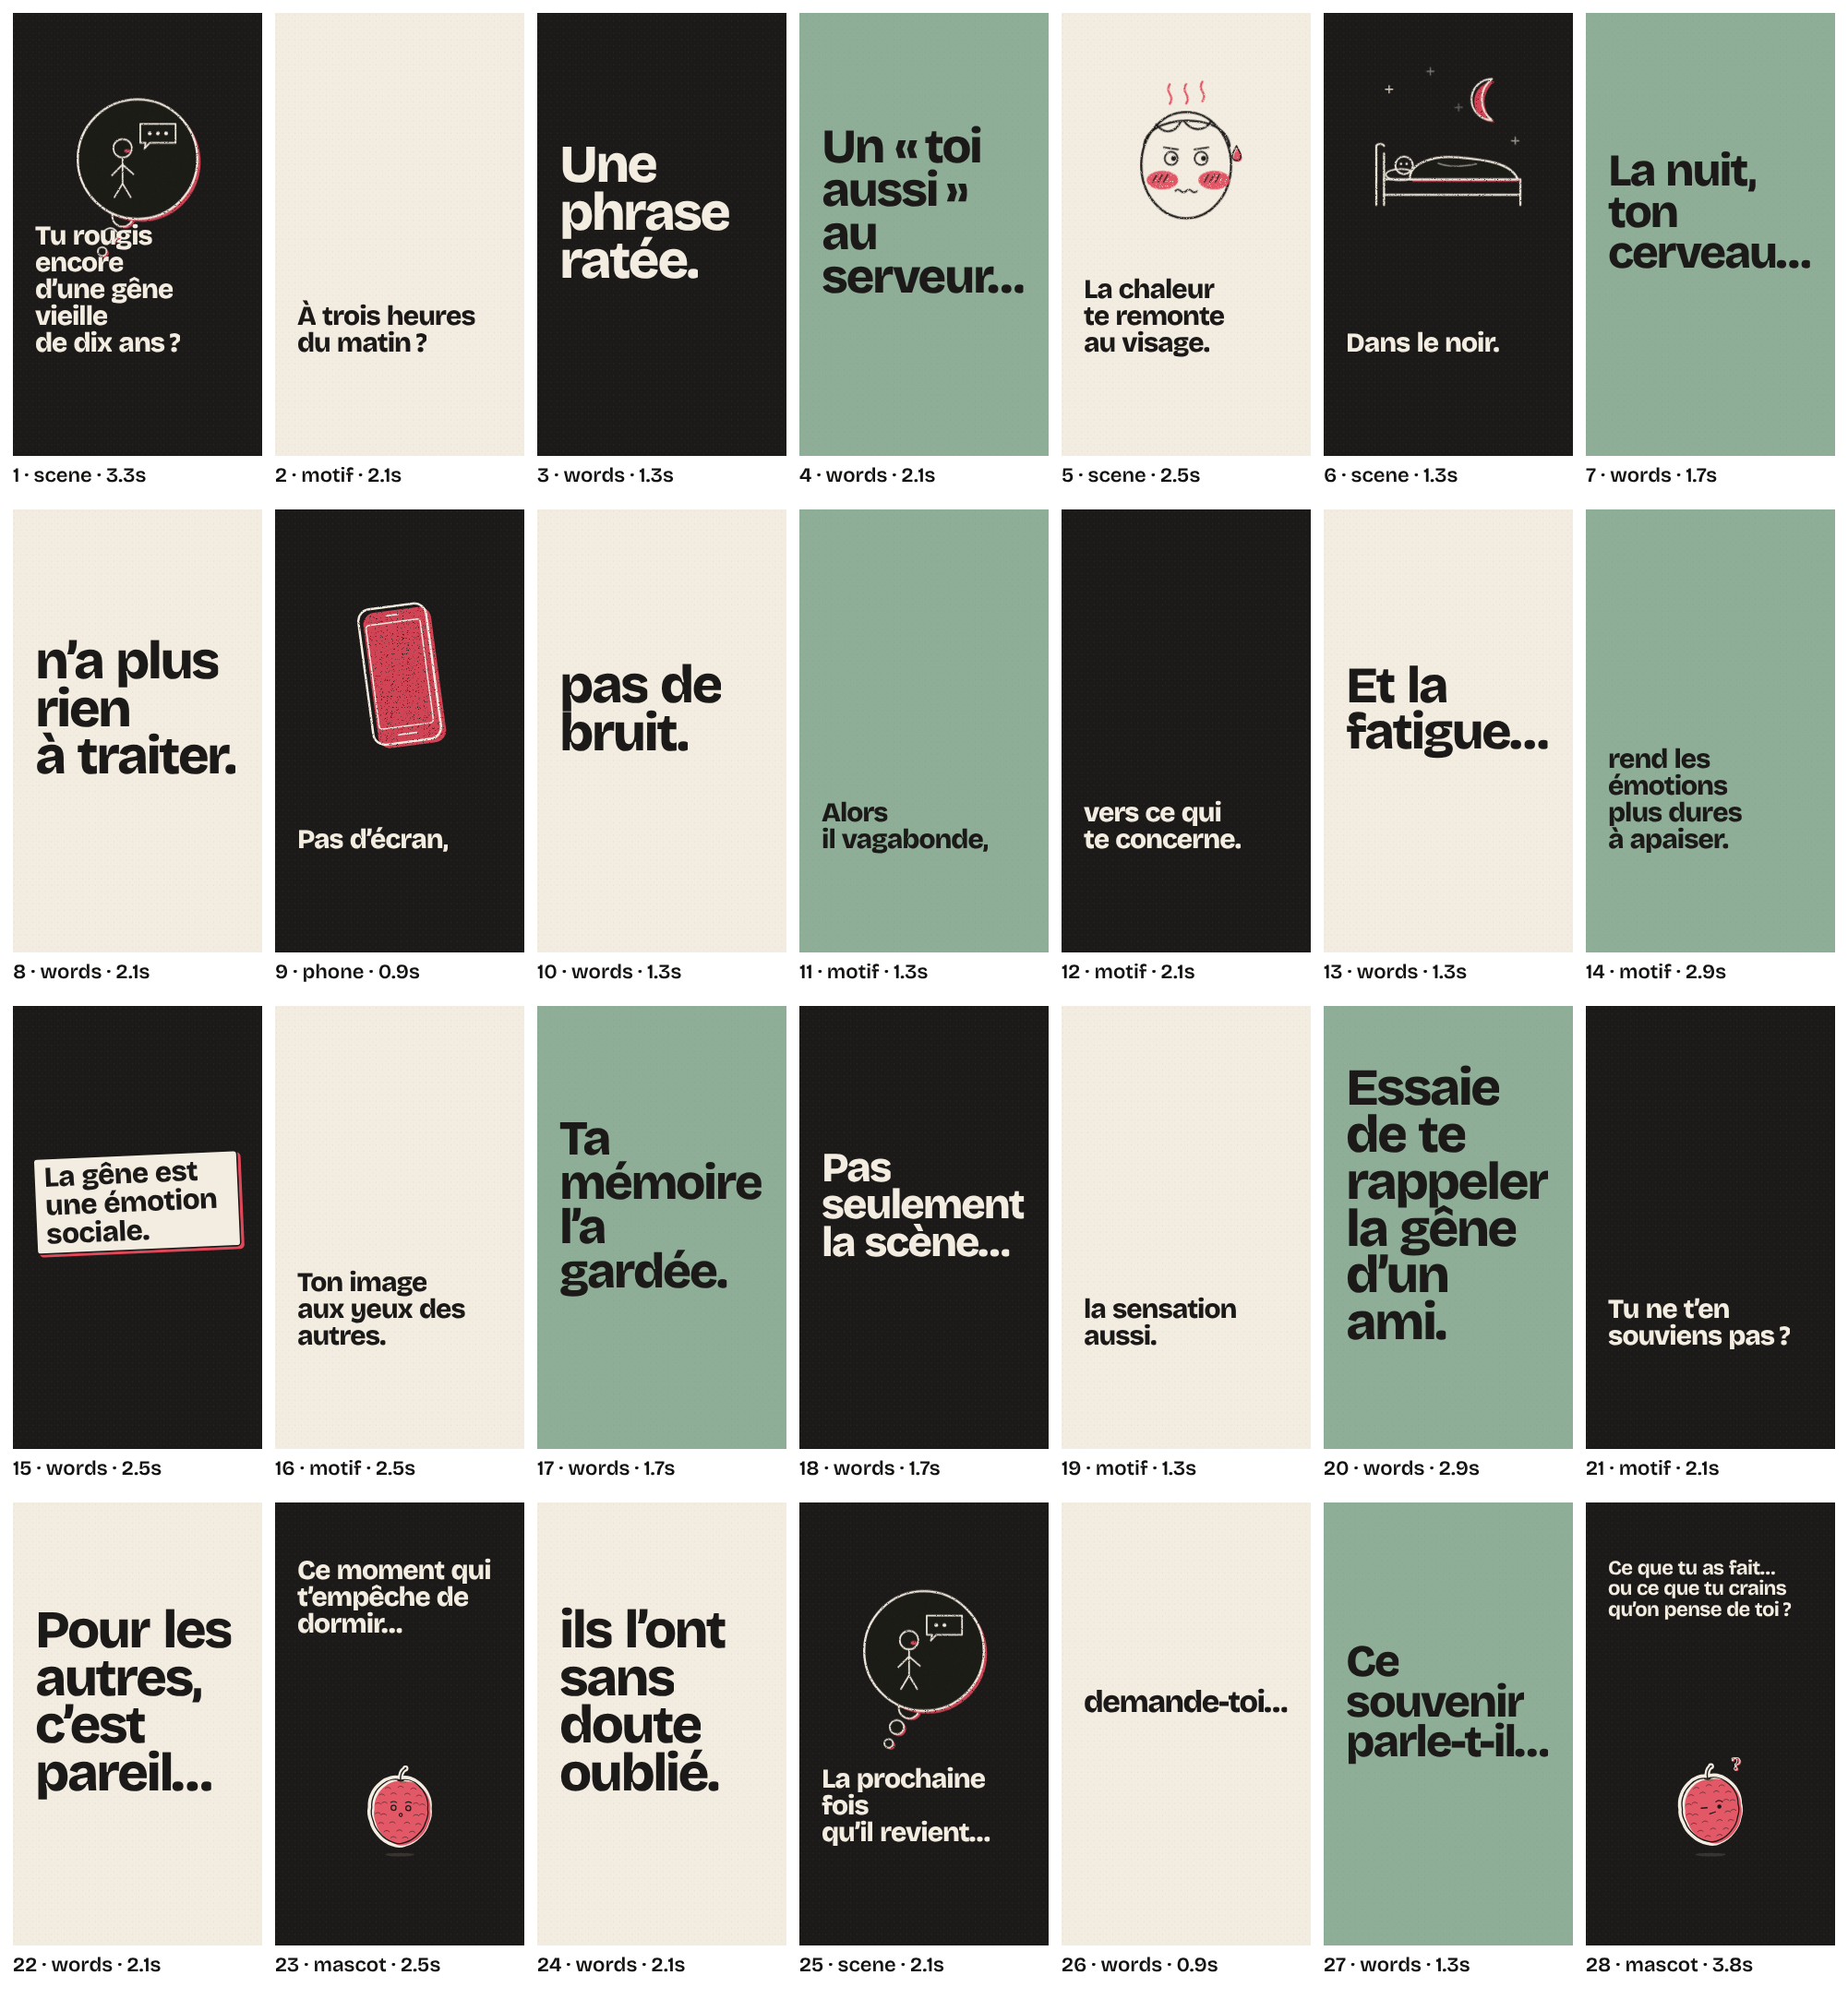 Tu rougis
encore
d'une gêne
vieille
de dix ans ?
1 · scene · 3.3s
À trois heures
du matin ?
2 · motif · 2.1s
Une
phrase
ratée.
3 · words · 1.3s
Un « toi
aussi »
au
serveur...
4 · words · 2.1s
La chaleur
te remonte
au visage.
5 · scene · 2.5s
Dans le noir.
6 · scene · 1.3s
La nuit,
ton
cerveau...
7 · words · 1.7s
n'a plus
rien
à traiter.
8 · words · 2.1s
Pas d'écran,
9 · phone · 0.9s
pas de
bruit.
10 · words · 1.3s
Alors
il vagabonde,
11 · motif · 1.3s
vers ce qui
te concerne.
12 · motif · 2.1s
Et la
fatigue...
13 · words · 1.3s
rend les
émotions
plus dures
à apaiser.
14 · motif · 2.9s
La gêne est
une émotion
sociale.
15 · words · 2.5s
Ton image
aux yeux des
autres.
16 · motif · 2.5s
Ta
mémoire
l'a
gardée.
17 · words · 1.7s
Pas
seulement
la scène...
18 · words · 1.7s
la sensation
aussi.
19 · motif · 1.3s
Essaie
de te
rappeler
la gêne
d'un
ami.
20 · words · 2.9s
Tu ne t'en
souviens pas ?
21 · motif · 2.1s
Pour les
autres,
c'est
pareil...
22 · words · 2.1s
Ce moment qui
t'empêche de
dormir...
23 · mascot · 2.5s
ils l'ont
sans
doute
oublié.
24 · words · 2.1s
La prochaine
fois
qu'il revient...
25 · scene · 2.1s
demande-toi...
26 · words · 0.9s
Ce
souvenir
parle-t-il...
27 · words · 1.3s
Ce que tu as fait...
ou ce que tu crains
qu'on pense de toi ?
?
28 · mascot · 3.8s